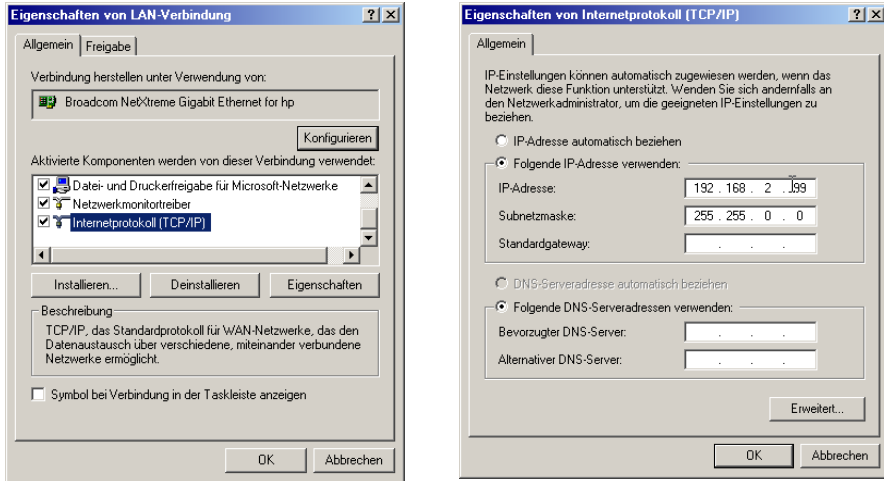 Eigenschaften von LAN-Verbindung
Allgemein
Freigabe
Verbindung herstellen unter Verwendung von:
Broadcom NetXtreme Gigabit Ethernet for hp
Konfigurieren
Aktivierte Komponenten werden von dieser Verbindung verwendet:
Datei- und Druckerfreigabe für Microsoft-Netzwerke
Netzwerkmonitortreiber
Internetprotokoll (TCP/IP)
Installieren...
Deinstallieren
Eigenschaften
Beschreibung
TCP/IP, das Standardprotokoll für WAN-Netzwerke, das den
Datenaustausch über verschiedene, miteinander verbundene
Netzwerke ermöglicht.
Symbol bei Verbindung in der Taskleiste anzeigen
OK
Abbrechen
Eigenschaften von Internetprotokoll (TCP/IP)
Allgemein
IP-Einstellungen können automatisch zugewiesen werden, wenn das
Netzwerk diese Funktion unterstützt. Wenden Sie sich andernfalls an
den Netzwerkadministrator, um die geeigneten IP-Einstellungen zu
beziehen.
IP-Adresse automatisch beziehen
Folgende IP-Adresse verwenden:
IP-Adresse:
192 . 168 . 2 . 99
Subnetzmaske:
255 . 255 . 0 . 0
Standardgateway:
. . .
DNS-Serveradresse automatisch beziehen
Folgende DNS-Serveradressen verwenden:
Bevorzugter DNS-Server:
. . .
Alternativer DNS-Server:
. . .
Erweitert...
OK
Abbrechen